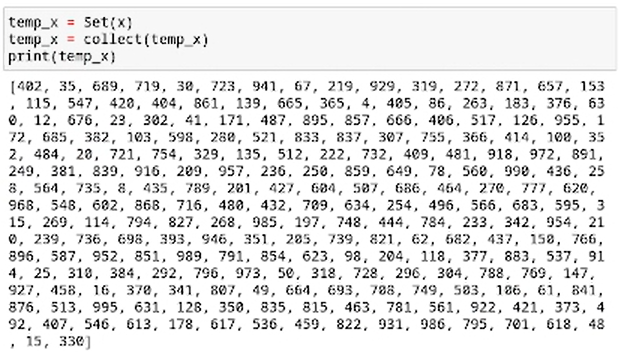 temp_x = Set(x)
temp_x = collect(temp_x)
print(temp_x)
[402, 35, 689, 719, 30, 723, 941, 67, 219, 929, 319, 272, 871, 657, 153
, 115, 547, 420, 404, 861, 139, 665, 365, 4, 405, 86, 263, 183, 376, 63
0, 12, 676, 23, 302, 41, 171, 487, 895, 857, 666, 406, 517, 126, 955, 1
72, 685, 382, 103, 598, 280, 521, 833, 837, 307, 755, 366, 414, 100, 35
2, 484, 20, 721, 754, 329, 135, 512, 222, 732, 409, 481, 918, 972, 891,
249, 381, 839, 916, 209, 957, 236, 250, 859, 649, 78, 560, 990, 436, 25
8, 564, 735, 8, 435, 789, 201, 427, 604, 507, 686, 464, 270, 777, 620,
968, 548, 602, 868, 716, 480, 432, 709, 634, 254, 496, 566, 683, 595, 3
15, 269, 114, 794, 827, 268, 985, 197, 748, 444, 784, 233, 342, 954, 21
0, 239, 736, 698, 393, 946, 351, 205, 739, 821, 62, 682, 437, 150, 766,
896, 587, 952, 851, 989, 791, 854, 623, 98, 204, 118, 377, 883, 537, 91
4, 25, 310, 384, 292, 796, 973, 50, 318, 728, 296, 304, 788, 769, 147,
927, 458, 16, 370, 341, 807, 49, 664, 693, 708, 749, 503, 106, 61, 841,
876, 513, 995, 631, 128, 350, 835, 815, 463, 781, 561, 922, 421, 373, 4
92, 407, 546, 613, 178, 617, 536, 459, 822, 931, 986, 795, 701, 618, 48
, 15, 330]